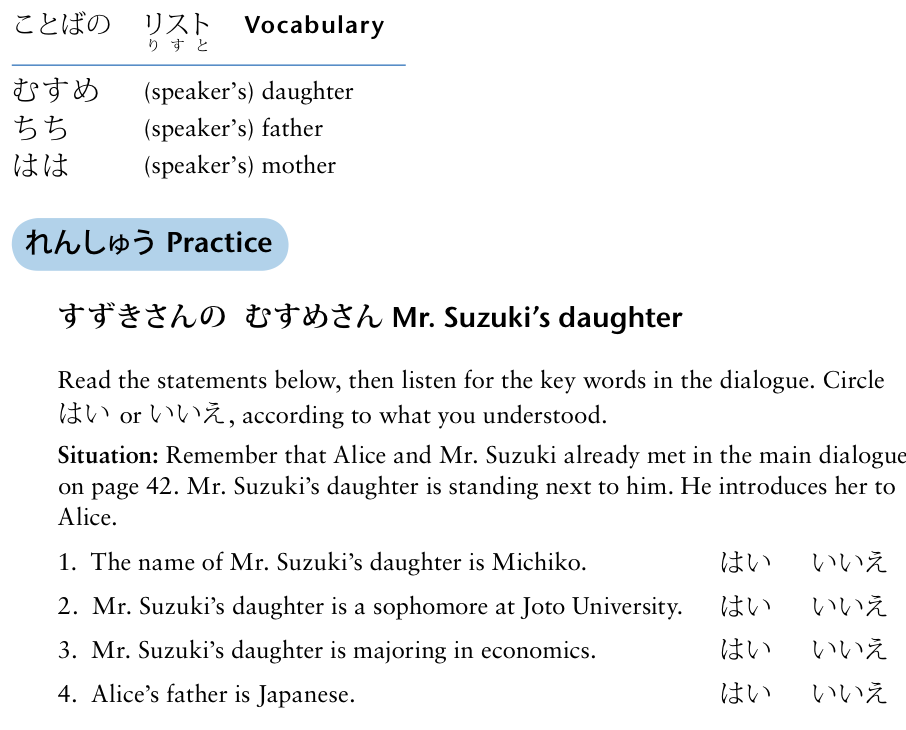 ことばの リスト Vocabulary
りすと
むすめ (speaker's) daughter
ちち (speaker's) father
はは (speaker's) mother
れんしゅう Practice
すずきさんの むすめさん Mr. Suzuki's daughter
Read the statements below, then listen for the key words in the dialogue. Circle
はい or いいえ, according to what you understood.
Situation: Remember that Alice and Mr. Suzuki already met in the main dialogue
on page 42. Mr. Suzuki's daughter is standing next to him. He introduces her to
Alice.
1. The name of Mr. Suzuki's daughter is Michiko. はい いいえ
2. Mr. Suzuki's daughter is a sophomore at Joto University. はい いいえ
3. Mr. Suzuki's daughter is majoring in economics. はい いいえ
4. Alice's father is Japanese. はい いいえ